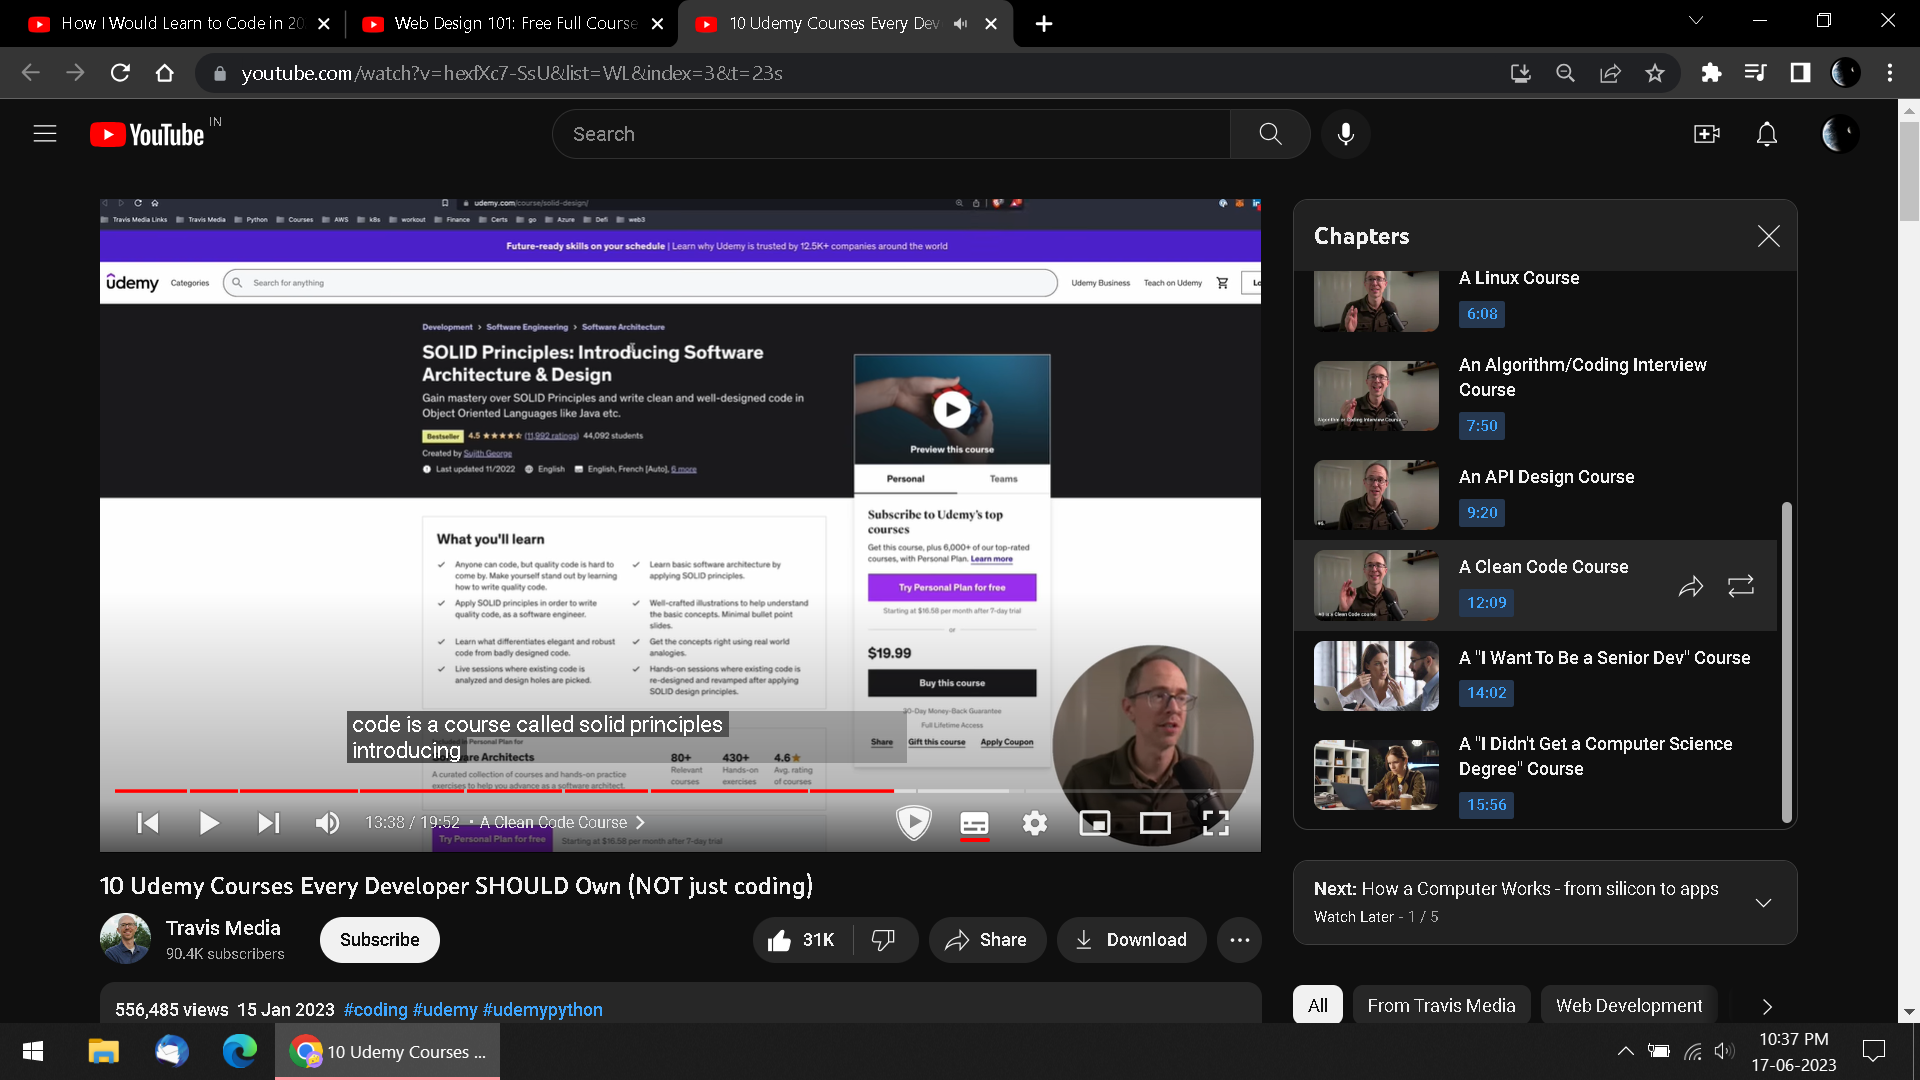 How I Would Learn to Code in 20
Web Design 101: Free Full Course
10 Udemy Courses Every Dev
youtube.com/watch?v=hexfXc7-SsU&list=WL&index=3&t=23s
YouTube IN
Search
udemy.com/course/solid-design/
Travis Media Links Travis Media Python Courses AWS k8s workout Finance Certs go Azure Defi web3
Future-ready skills on your schedule | Learn why Udemy is trusted by 12.5K+ companies around the world
ûdemy Categories Search for anything Udemy Business Teach on Udemy
Development > Software Engineering > Software Architecture
SOLID Principles: Introducing Software
Architecture & Design
Gain mastery over SOLID Principles and write clean and well-designed code in
Object Oriented Languages like Java etc.
Bestseller 4.5 (11,992 ratings) 44,092 students
Created by Sujith George
Last updated 11/2022 English English, French [Auto], 6 more
Preview this course
Personal Teams
Subscribe to Udemy's top
courses
Get this course, plus 6,000+ of our top-rated
courses, with Personal Plan. Learn more
Try Personal Plan for free
Starting at $16.58 per month after 7-day trial
or
$19.99
Buy this course
30-Day Money-Back Guarantee
Full Lifetime Access
Share Gift this course Apply Coupon
What you'll learn
Anyone can code, but quality code is hard to
come by. Make yourself stand out by learning
how to write quality code.
Apply SOLID principles in order to write
quality code, as a software engineer.
Learn what differentiates elegant and robust
code from badly designed code.
Live sessions where existing code is
analyzed and design holes are picked.
Learn basic software architecture by
applying SOLID principles.
Well-crafted illustrations to help understand
the basic concepts. Minimal bullet point
slides.
Get the concepts right using real world
analogies.
Hands-on sessions where existing code is
re-designed and revamped after applying
SOLID design principles.
code is a course called solid principles
introducing
Personal Plan for
Software Architects
A curated collection of courses and hands-on practice
exercises to help you advance as a software architect.
80+
Relevant
courses
430+
Hands-on
exercises
4.6
Avg. rating
of courses
Try Personal Plan for free Starting at $16.58 per month after 7-day trial
13:38 / 19:52 • A Clean Code Course
Chapters
A Linux Course
6:08
An Algorithm/Coding Interview
Course
7:50
An API Design Course
9:20
A Clean Code Course
12:09
A "I Want To Be a Senior Dev" Course
14:02
A "I Didn't Get a Computer Science
Degree" Course
15:56
10 Udemy Courses Every Developer SHOULD Own (NOT just coding)
Travis Media
90.4K subscribers
Subscribe
31K
Share
Download
556,485 views 15 Jan 2023 #coding #udemy #udemypython
Next: How a Computer Works - from silicon to apps
Watch Later - 1 / 5
All From Travis Media Web Development
10 Udemy Courses ...
10:37 PM
17-06-2023